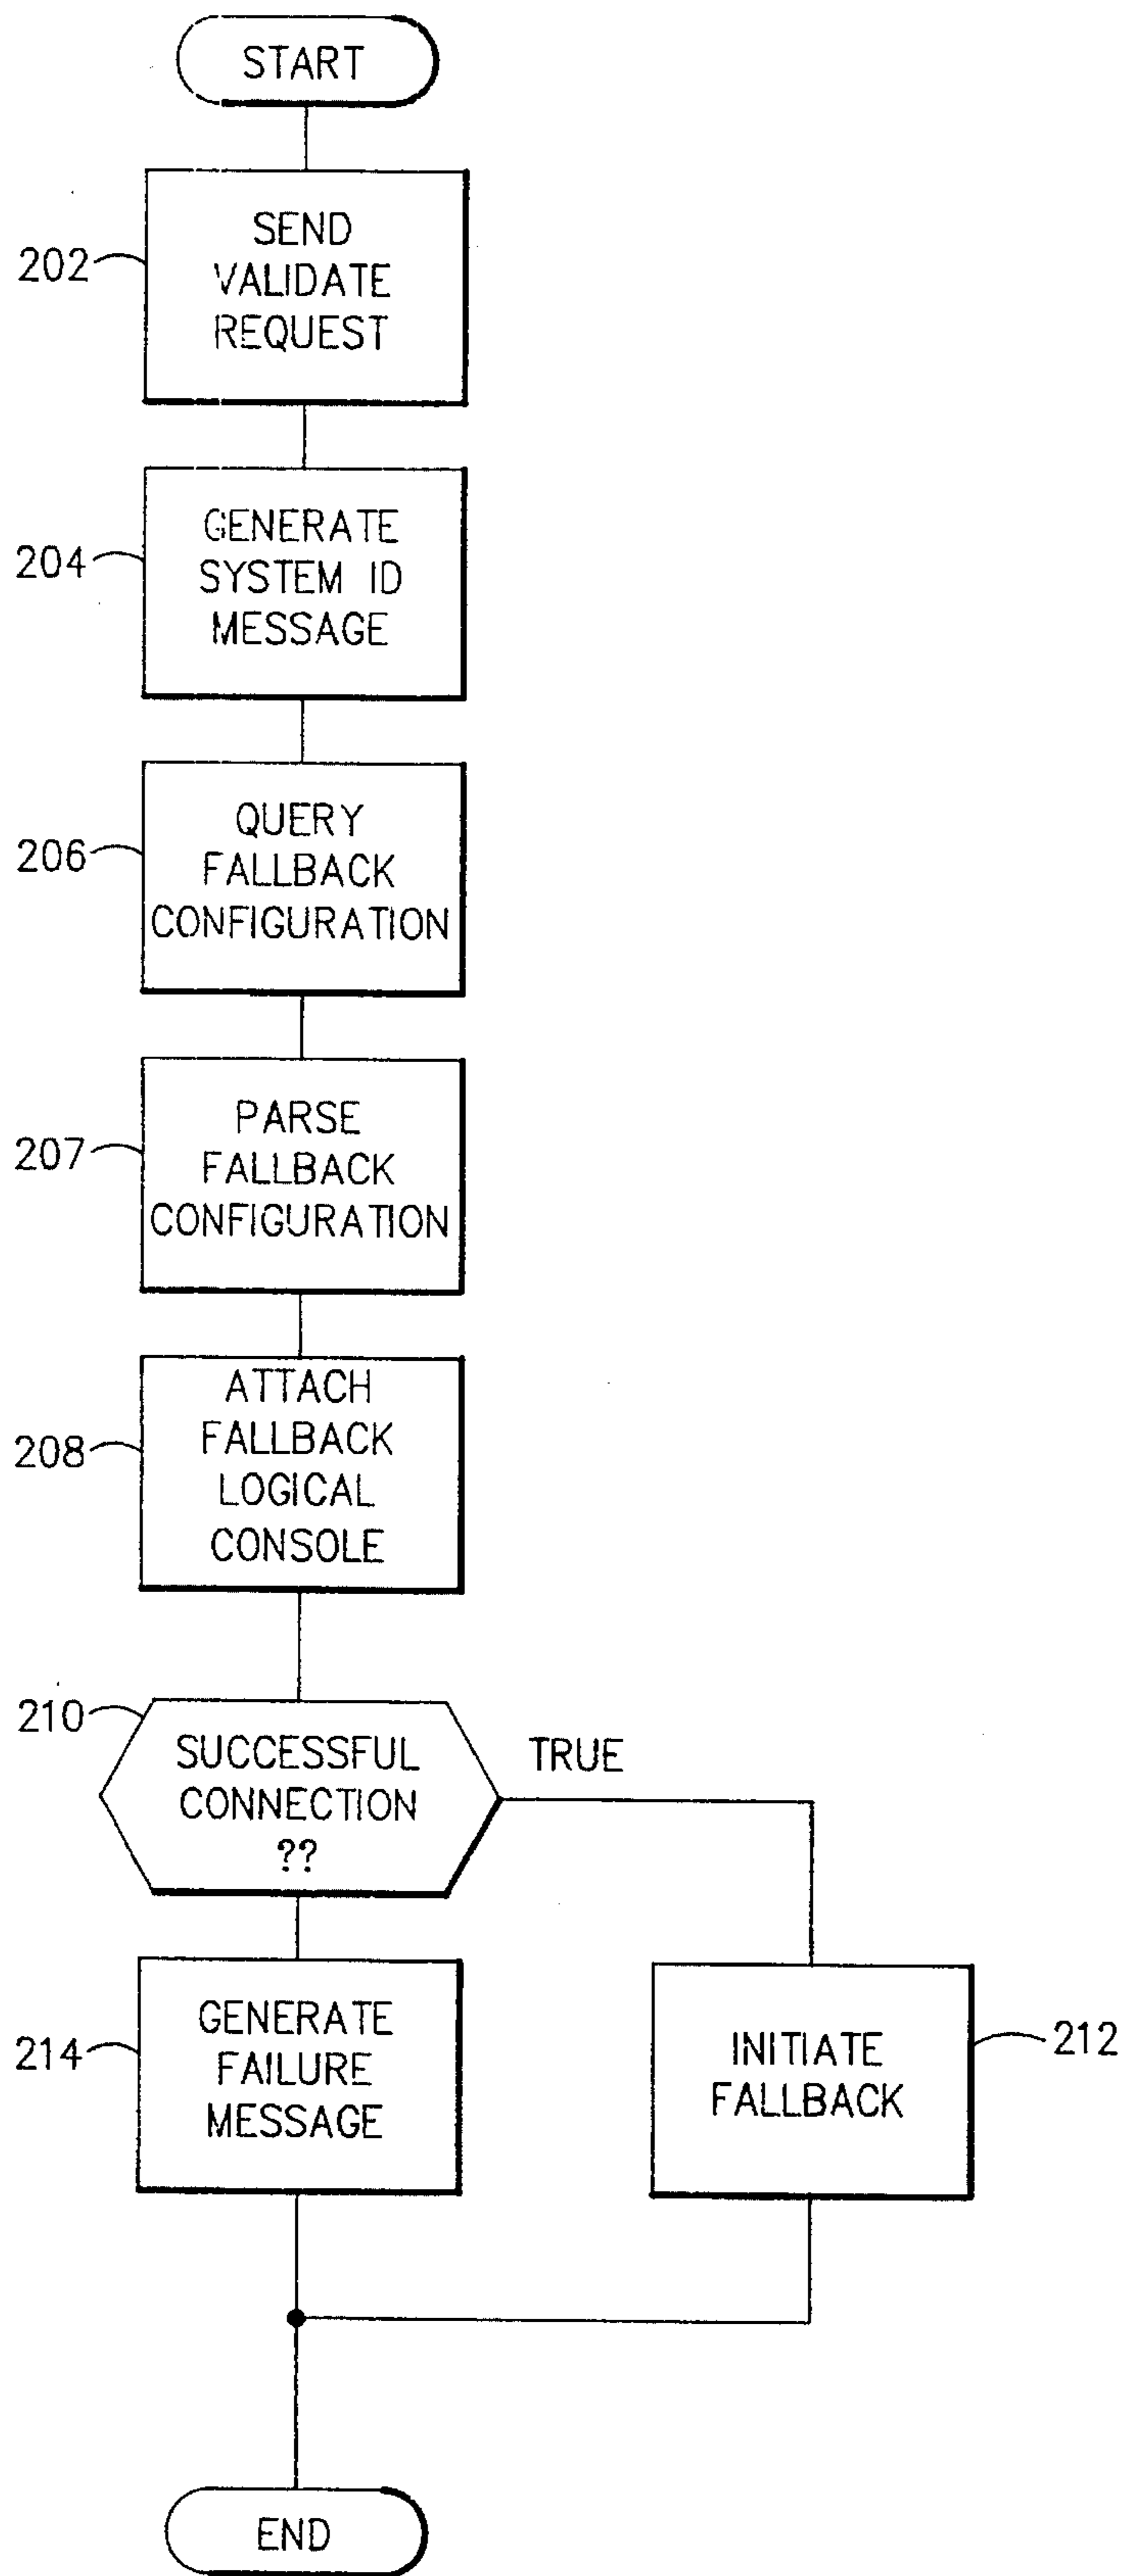 START
202
SEND
VALIDATE
REQUEST
204
GENERATE
SYSTEM ID
MESSAGE
206
QUERY
FALLBACK
CONFIGURATION
207
PARSE
FALLBACK
CONFIGURATION
208
ATTACH
FALLBACK
LOGICAL
CONSOLE
210
SUCCESSFUL
CONNECTION
??
TRUE
214
GENERATE
FAILURE
MESSAGE
INITIATE
FALLBACK
212
END